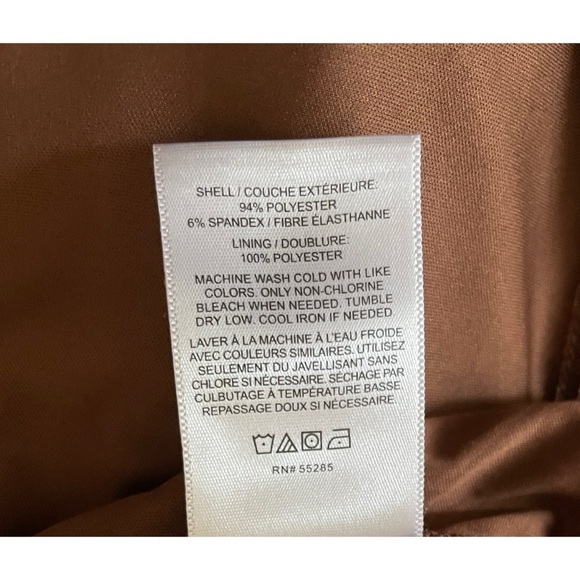 SHELL / COUCHE EXTÉRIEURE:
94% POLYESTER
6% SPANDEX / FIBRE ÉLASTHANNE
LINING / DOUBLURE:
100% POLYESTER
MACHINE WASH COLD WITH LIKE
COLORS. ONLY NON-CHLORINE
BLEACH WHEN NEEDED. TUMBLE
DRY LOW. COOL IRON IF NEEDED
LAVER À LA MACHINE À L'EAU FROIDE
AVEC COULEURS SIMILAIRES. UTILISEZ
SEULEMENT DU JAVELLISANT SANS
CHLORE SI NÉCESSAIRE. SÉCHAGE PAR
CULBUTAGE À TEMPÉRATURE BASSE.
REPASSAGE DOUX SI NÉCESSAIRE.
RN# 55285